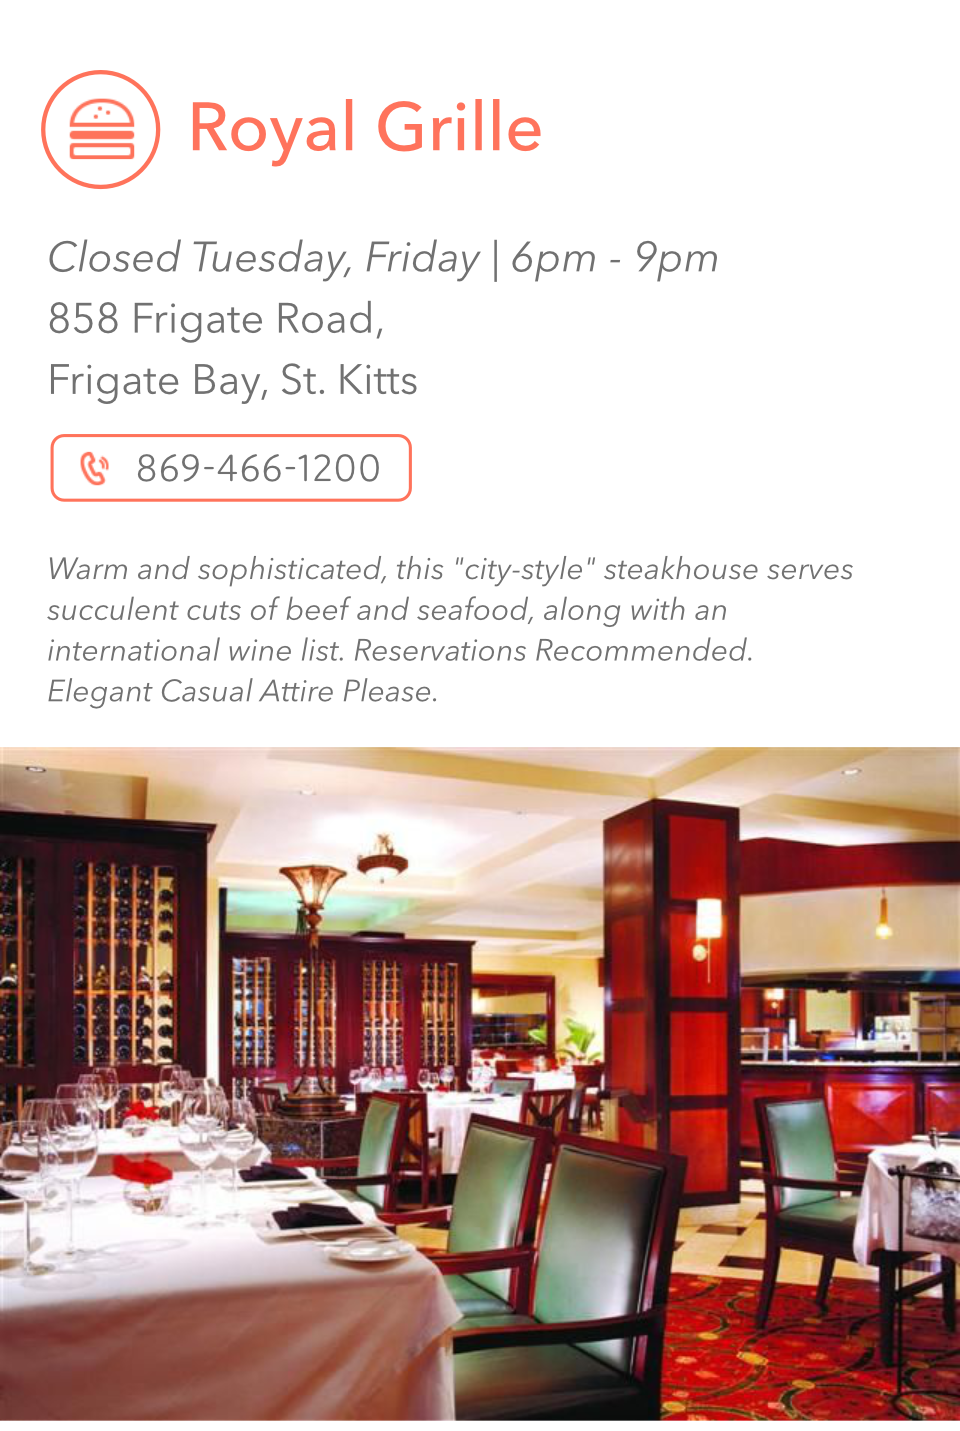 Royal Grille
Closed Tuesday, Friday | 6pm - 9pm
858 Frigate Road,
Frigate Bay, St. Kitts
869-466-1200
Warm and sophisticated, this "city-style" steakhouse serves
succulent cuts of beef and seafood, along with an
international wine list. Reservations Recommended.
Elegant Casual Attire Please.